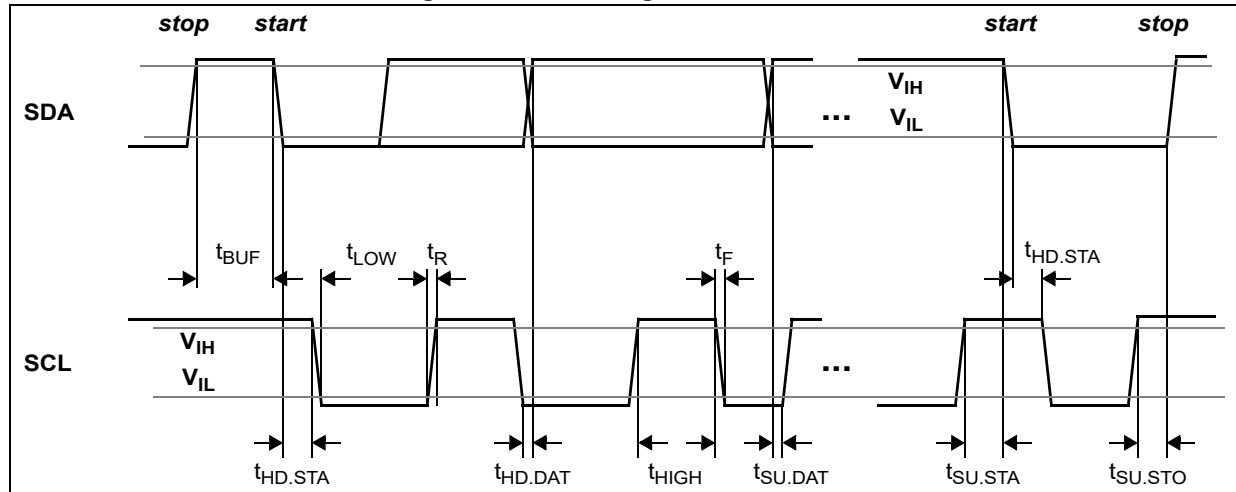 stop start start stop
SDA
V_IH
V_IL
...
t_BUF t_LOW t_R t_F t_HD.STA
V_IH
V_IL
SCL
...
t_HD.STA t_HD.DAT t_HIGH t_SU.DAT t_SU.STA t_SU.STO